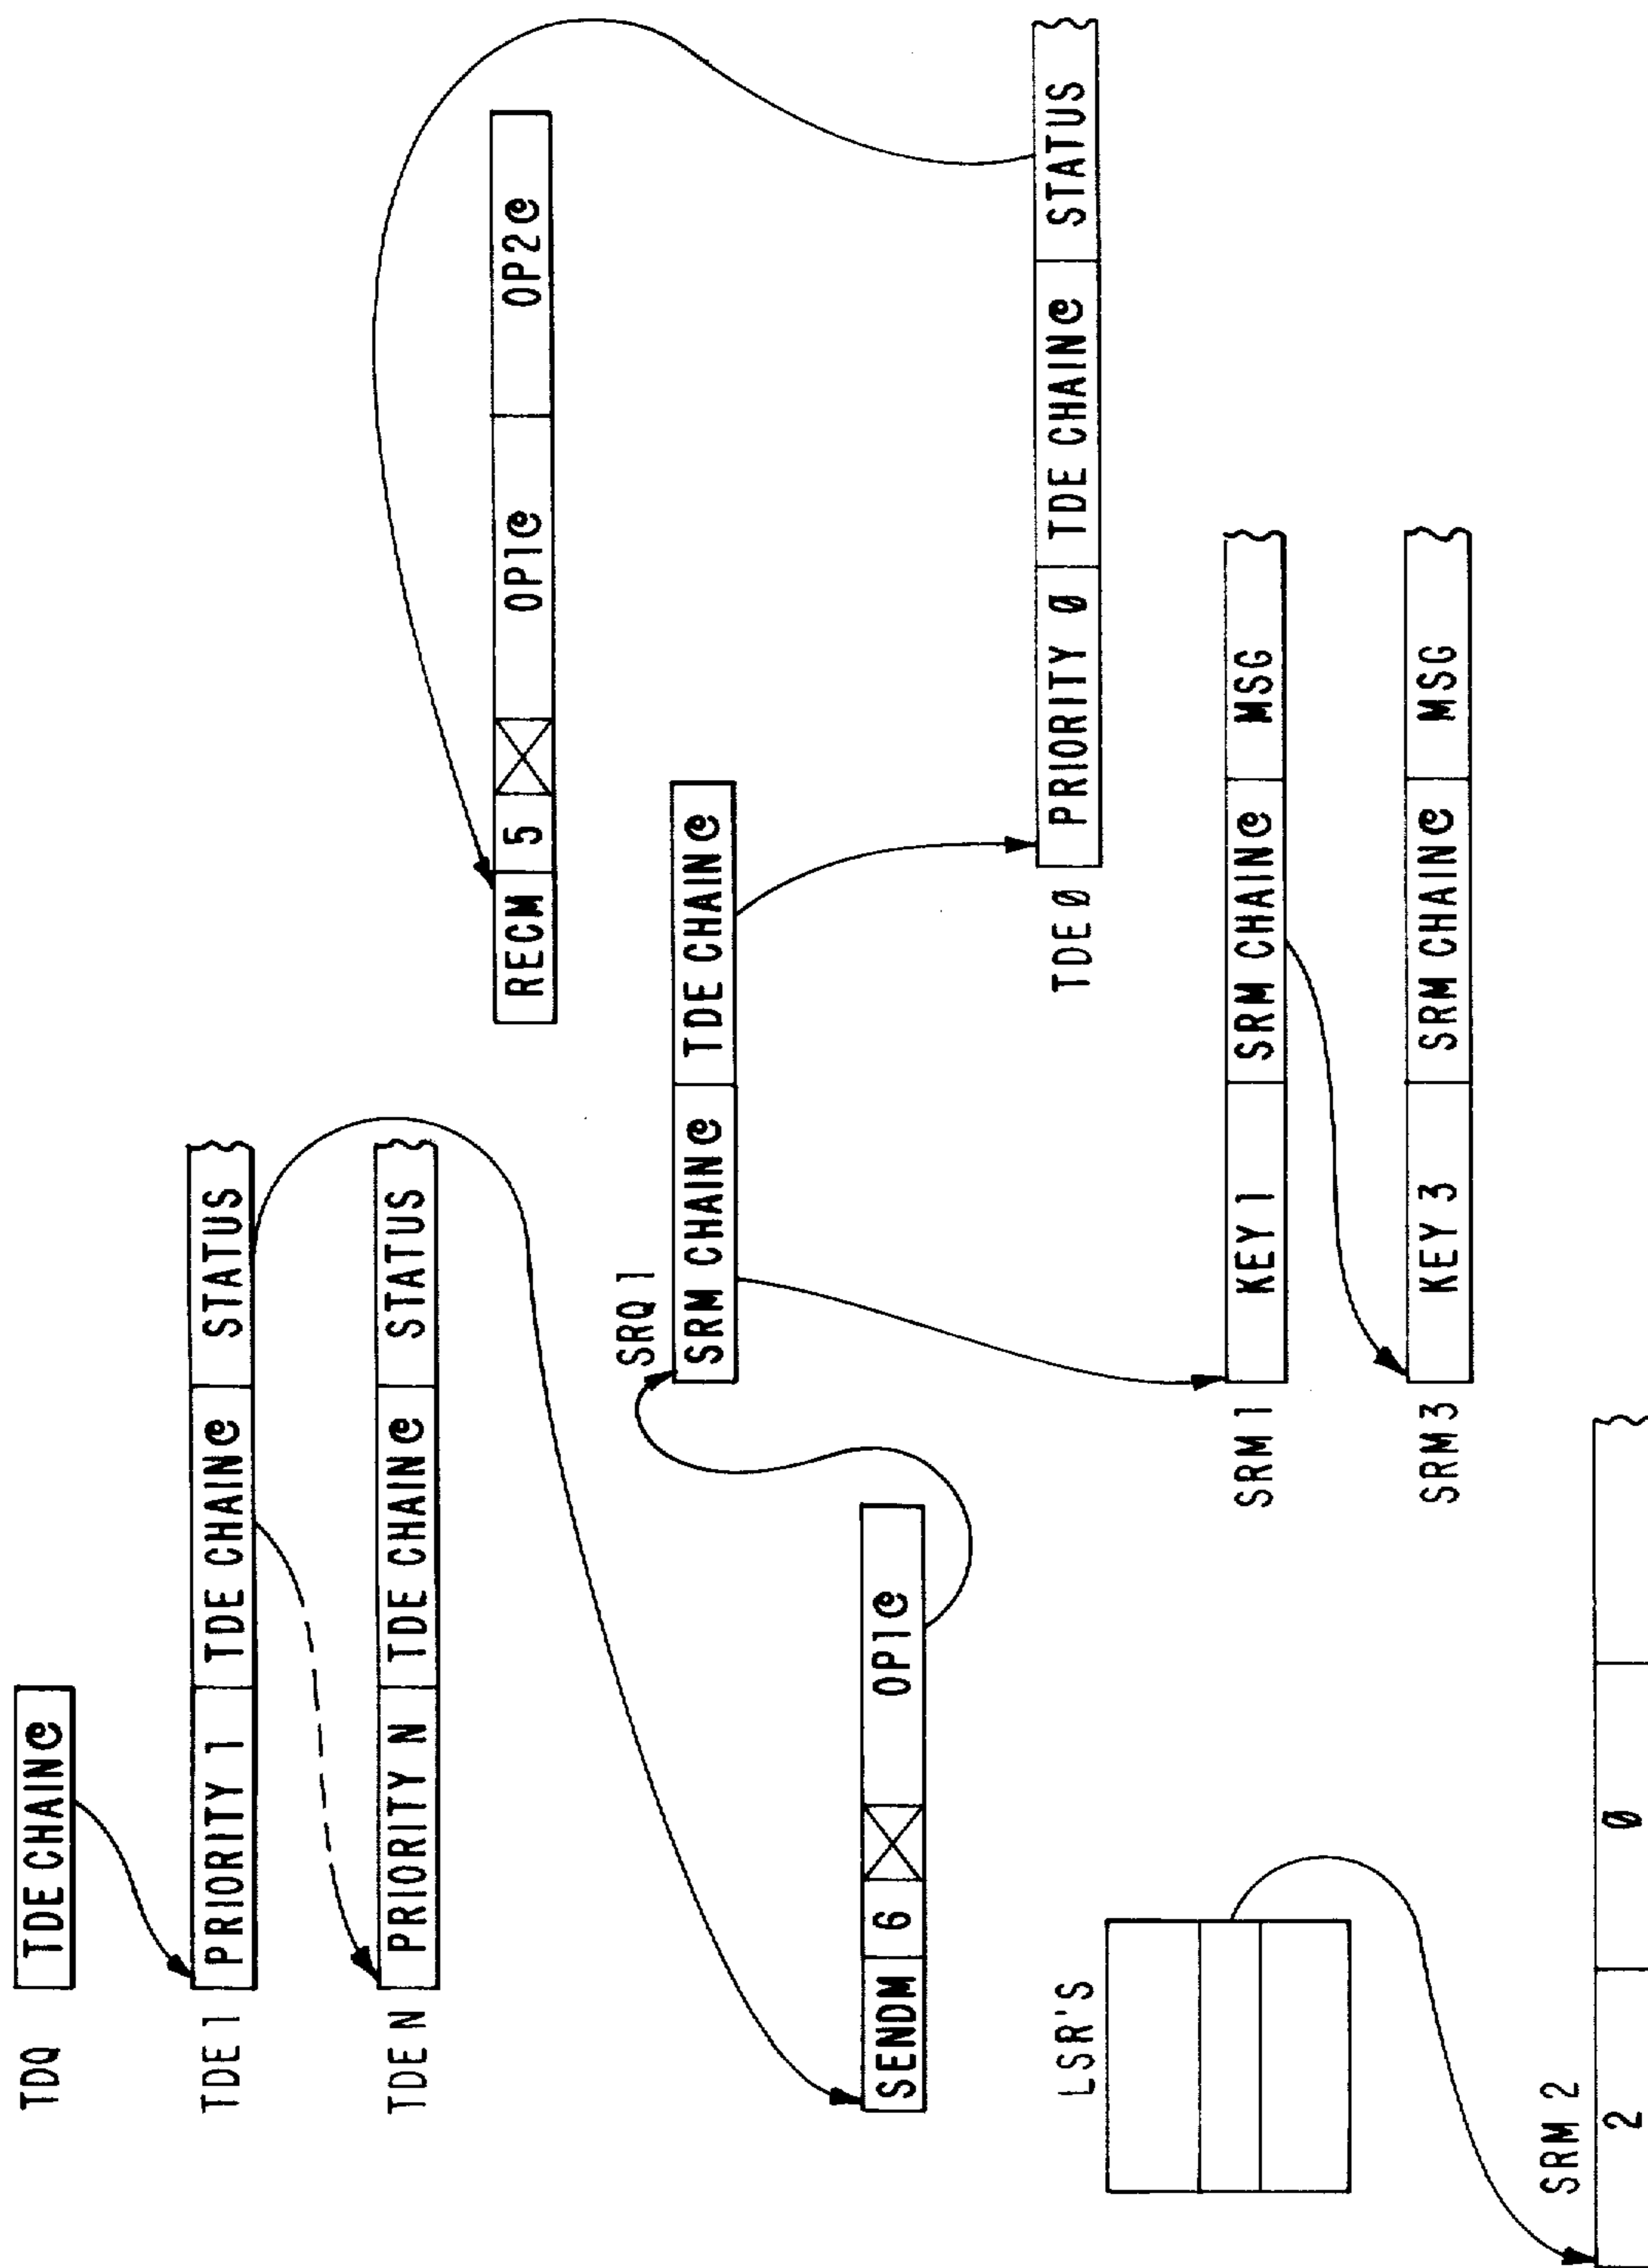 TDQ
TDE CHAIN@
TDE 1
PRIORITY 1 TDE CHAIN@ STATUS
TDE N
PRIORITY N TDE CHAIN@ STATUS
RECM 5 OP1@ OP2@
SRQ 1
SRM CHAIN@ TDE CHAIN@
SENDM 6 OP1@
TDE Ø
PRIORITY Ø TDE CHAIN@ STATUS
LSR'S
SRM 1
KEY 1 SRM CHAIN@ MSG
SRM 3
KEY 3 SRM CHAIN@ MSG
SRM 2
2 Ø